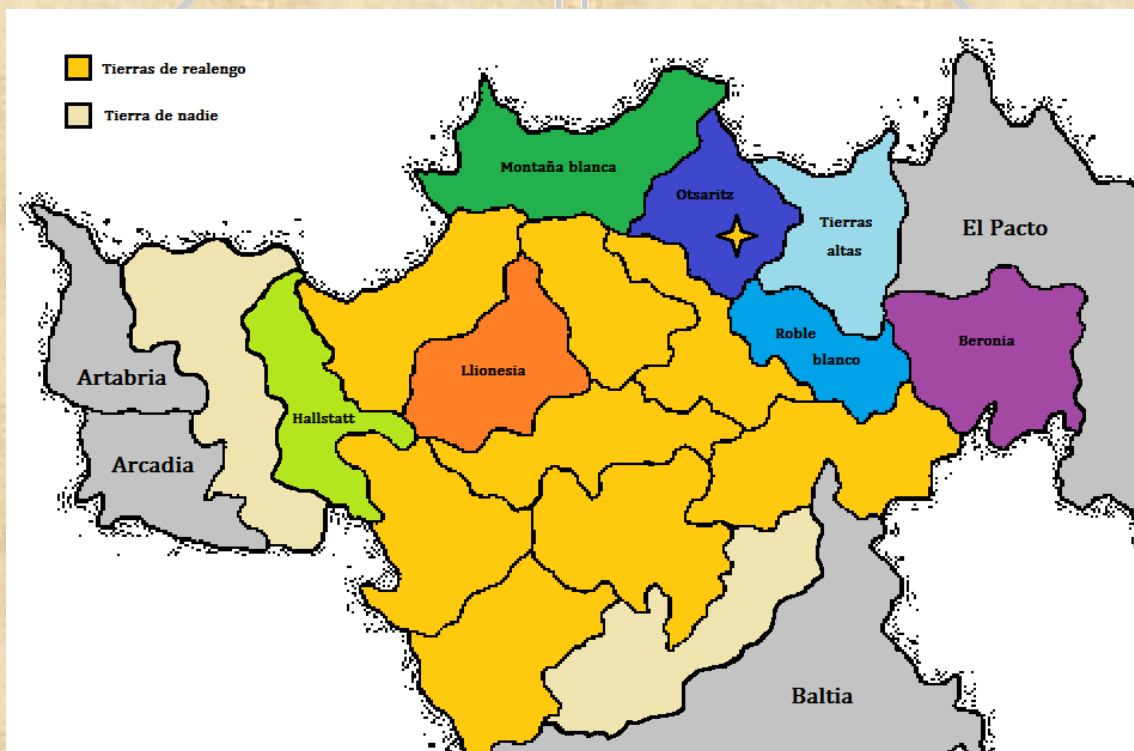 Tierras de realengo
Tierra de nadie
Montaña blanca
Otsaritz
Tierras
altas
El Pacto
Roble
blanco
Beronia
Llionesia
Artabria
Hallstatt
Arcadia
Baltia